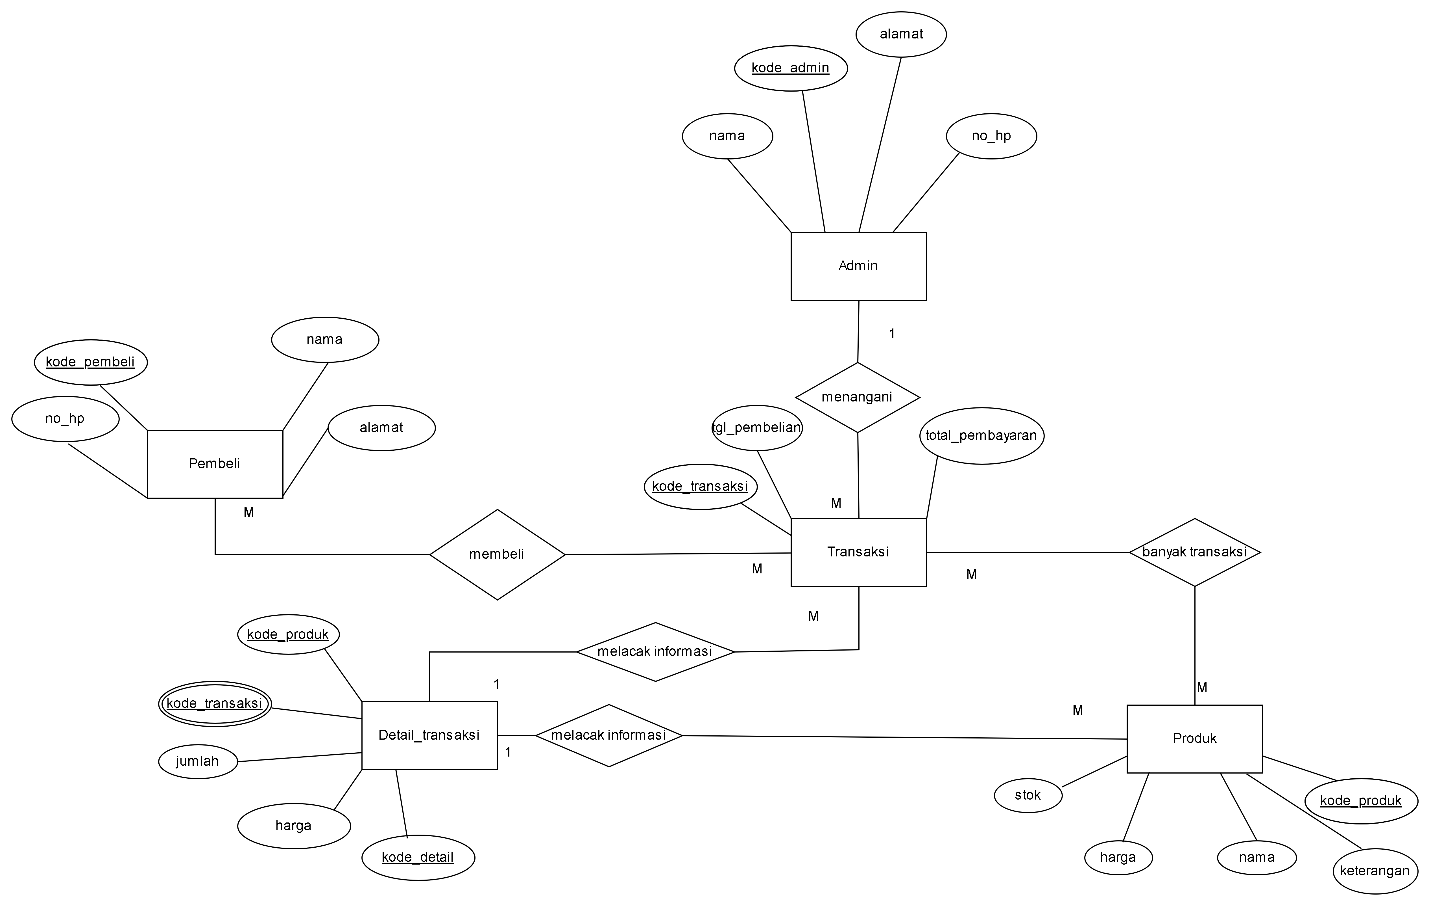 alamat
kode_admin
nama
no_hp
Admin
1
menangani
nama
kode_pembeli
no_hp
alamat
Pembeli
M
tgl_pembelian
total_pembayaran
kode_transaksi
M
membeli
Transaksi
banyak transaksi
M
M
M
kode_produk
melacak informasi
1
M
M
kode_transaksi
Detail_transaksi
melacak informasi
Produk
1
jumlah
stok
kode_produk
harga
kode_detail
harga
nama
keterangan